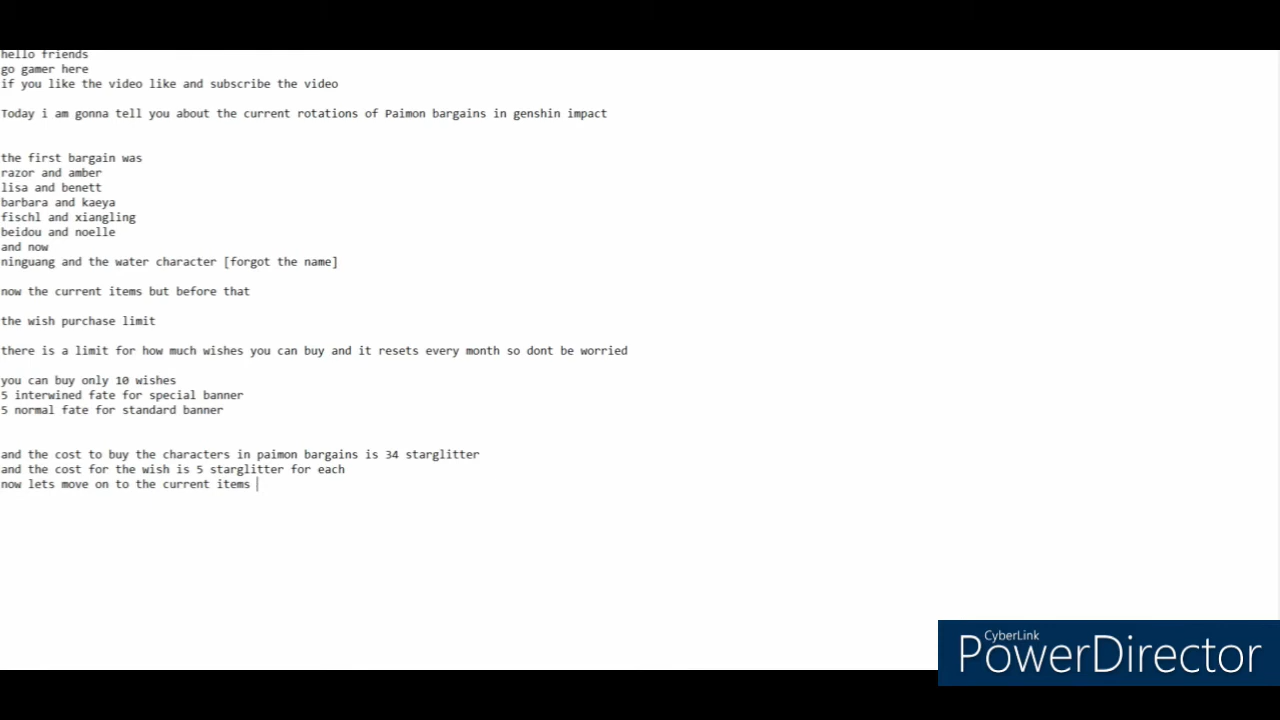 hello friends
go gamer here
if you like the video like and subscribe the video
Today i am gonna tell you about the current rotations of Paimon bargains in genshin impact
the first bargain was
razor and amber
lisa and benett
barbara and kaeya
fischl and xiangling
beidou and noelle
and now
ninguang and the water character [forgot the name]
now the current items but before that
the wish purchase limit
there is a limit for how much wishes you can buy and it resets every month so dont be worried
you can buy only 10 wishes
5 interwined fate for special banner
5 normal fate for standard banner
and the cost to buy the characters in paimon bargains is 34 starglitter
and the cost for the wish is 5 starglitter for each
now lets move on to the current items
CyberLink
PowerDirector